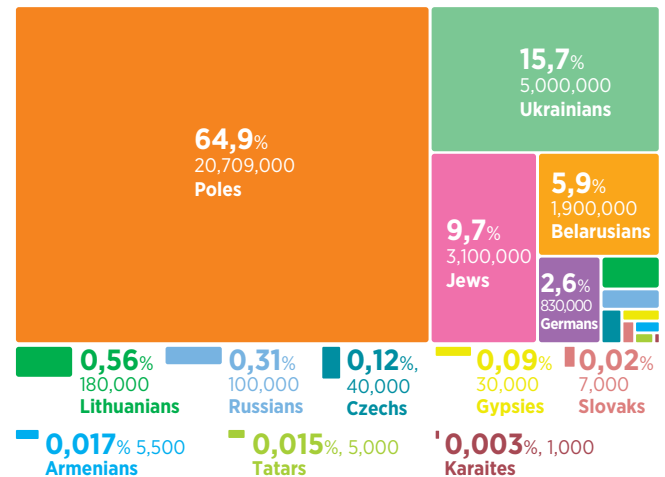 64,9%
20,709,000
Poles
15,7%
5,000,000
Ukrainians
9,7%
3,100,000
Jews
5,9%
1,900,000
Belarusians
2,6%
830,000
Germans
0,56%
180,000
Lithuanians
0,31%
100,000
Russians
0,12%,
40,000
Czechs
0,09%
30,000
Gypsies
0,02%
7,000
Slovaks
0,017% 5,500
Armenians
0,015%, 5,000
Tatars
0,003%, 1,000
Karaites